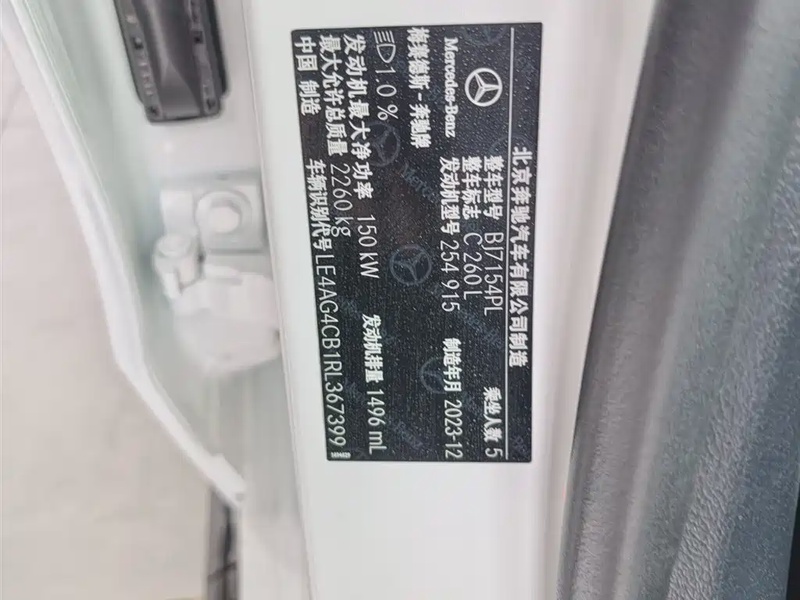 北京奔驰汽车有限公司制造
Mercedes-Benz
梅赛德斯-奔驰牌
整车型号 BJ7154PL 乘坐人数 5
整车标志 C 260 L
发动机型号 254 915 制造年月 2023-12
1.0 %
发动机最大净功率 150 kW 发动机排量 1496 mL
最大允许总质量 2260 kg
中国 制造 车辆识别代号 LE4AG4CB1RL367399